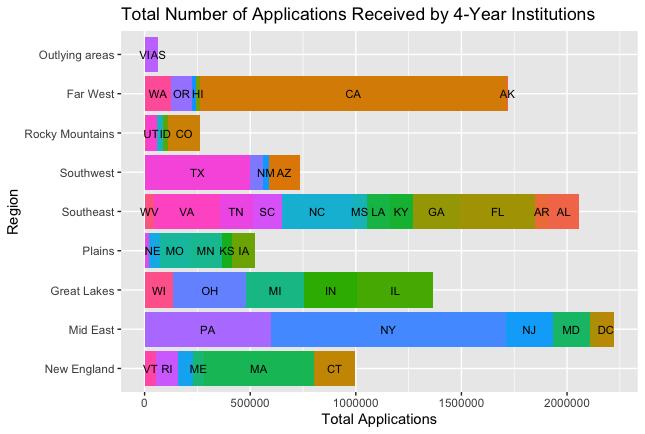 Total Number of Applications Received by 4-Year Institutions
Region
Outlying areas VI AS
Far West WA OR HI CA AK
Rocky Mountains UT ID CO
Southwest TX NM AZ
Southeast WV VA TN SC NC MS LA KY GA FL AR AL
Plains NE MO MN KS IA
Great Lakes WI OH MI IN IL
Mid East PA NY NJ MD DC
New England VT RI ME MA CT
0 500000 1000000 1500000 2000000
Total Applications